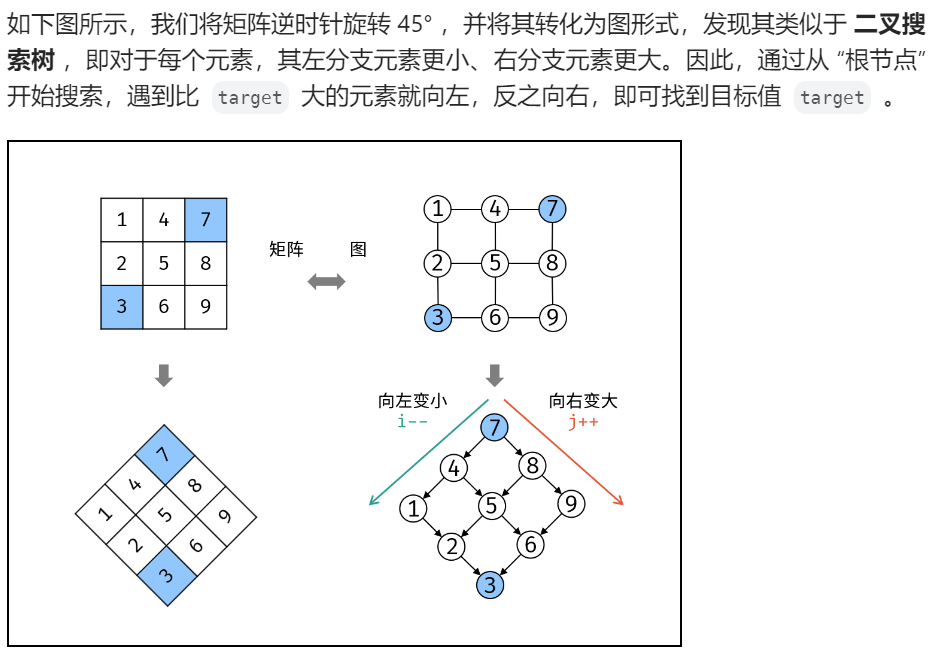 如下图所示，我们将矩阵逆时针旋转 45° ，并将其转化为图形式，发现其类似于 二叉搜
索树 ，即对于每个元素，其左分支元素更小、右分支元素更大。因此，通过从 “根节点”
开始搜索，遇到比 target 大的元素就向左，反之向右，即可找到目标值 target 。
1 4 7
2 5 8
3 6 9
矩阵 图
1 4 7
2 5 8
3 6 9
7
4 8
1 5 9
2 6
3
向左变小
i--
向右变大
j++
7
4 8
1 5 9
2 6
3